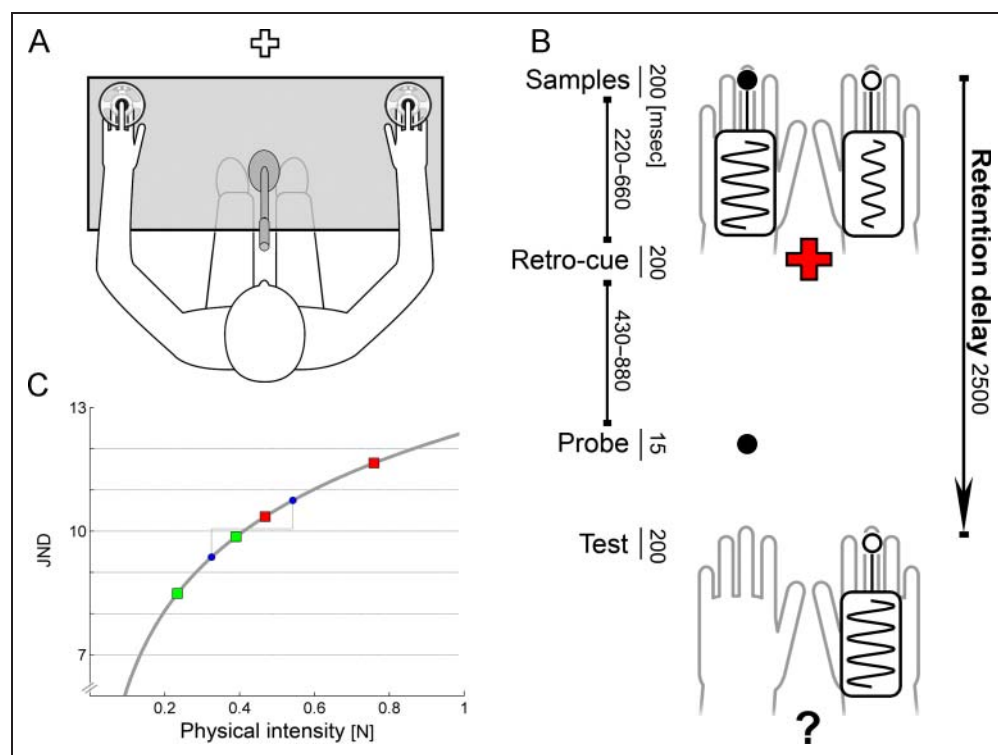 A
B
Samples
200 [msec]
220–660
Retro-cue
200
430–880
Probe
15
Test
200
Retention delay 2500
?
C
13
10
7
JND
0.2 0.4 0.6 0.8 1
Physical intensity [N]